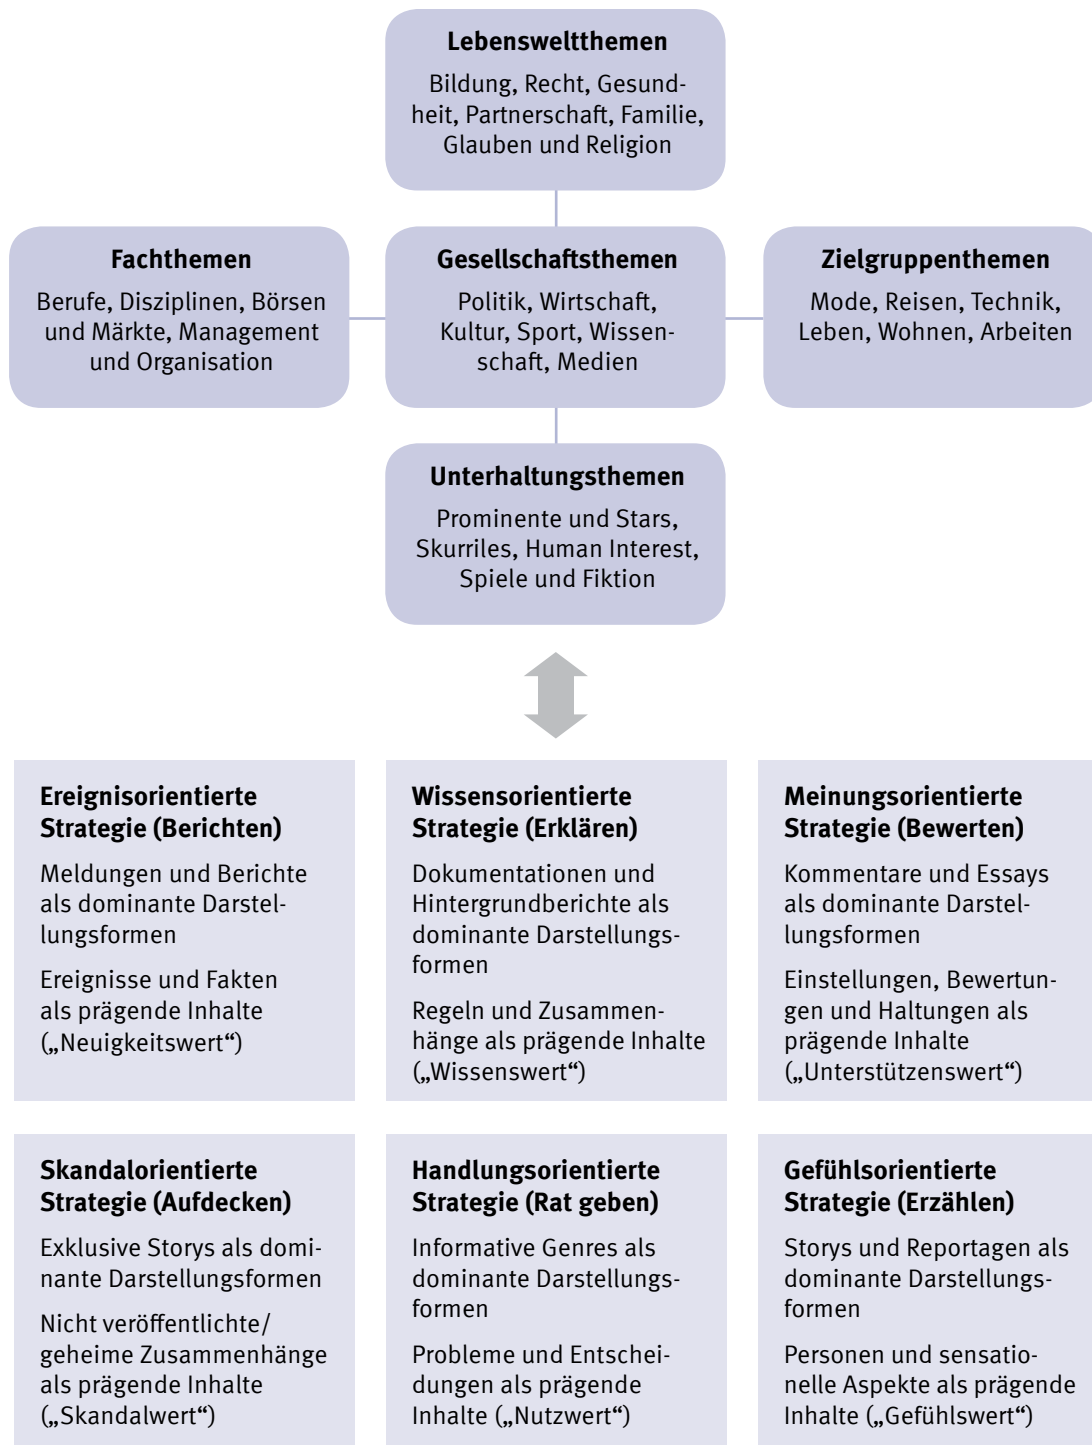 Lebensweltthemen
Bildung, Recht, Gesund-
heit, Partnerschaft, Familie,
Glauben und Religion
Fachthemen
Berufe, Disziplinen, Börsen
und Märkte, Management
und Organisation
Gesellschaftsthemen
Politik, Wirtschaft,
Kultur, Sport, Wissen-
schaft, Medien
Zielgruppenthemen
Mode, Reisen, Technik,
Leben, Wohnen, Arbeiten
Unterhaltungsthemen
Prominente und Stars,
Skurriles, Human Interest,
Spiele und Fiktion
Ereignisorientierte
Strategie (Berichten)
Meldungen und Berichte
als dominante Darstel-
lungsformen
Ereignisse und Fakten
als prägende Inhalte
(„Neuigkeitswert“)
Wissensorientierte
Strategie (Erklären)
Dokumentationen und
Hintergrundberichte als
dominante Darstellungs-
formen
Regeln und Zusammen-
hänge als prägende Inhalte
(„Wissenswert“)
Meinungsorientierte
Strategie (Bewerten)
Kommentare und Essays
als dominante Darstel-
lungsformen
Einstellungen, Bewertun-
gen und Haltungen als
prägende Inhalte
(„Unterstützenswert“)
Skandalorientierte
Strategie (Aufdecken)
Exklusive Storys als domi-
nante Darstellungsformen
Nicht veröffentlichte/
geheime Zusammenhänge
als prägende Inhalte
(„Skandalwert“)
Handlungsorientierte
Strategie (Rat geben)
Informative Genres als
dominante Darstellungs-
formen
Probleme und Entschei-
dungen als prägende
Inhalte („Nutzwert“)
Gefühlsorientierte
Strategie (Erzählen)
Storys und Reportagen als
dominante Darstellungs-
formen
Personen und sensatio-
nelle Aspekte als prägende
Inhalte („Gefühlswert“)